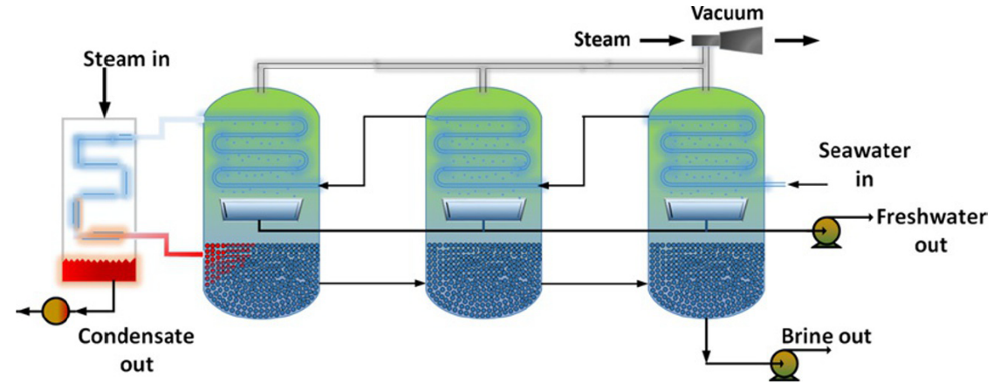 Vacuum
Steam
Steam in
Seawater
in
Freshwater
out
Condensate
out
Brine out